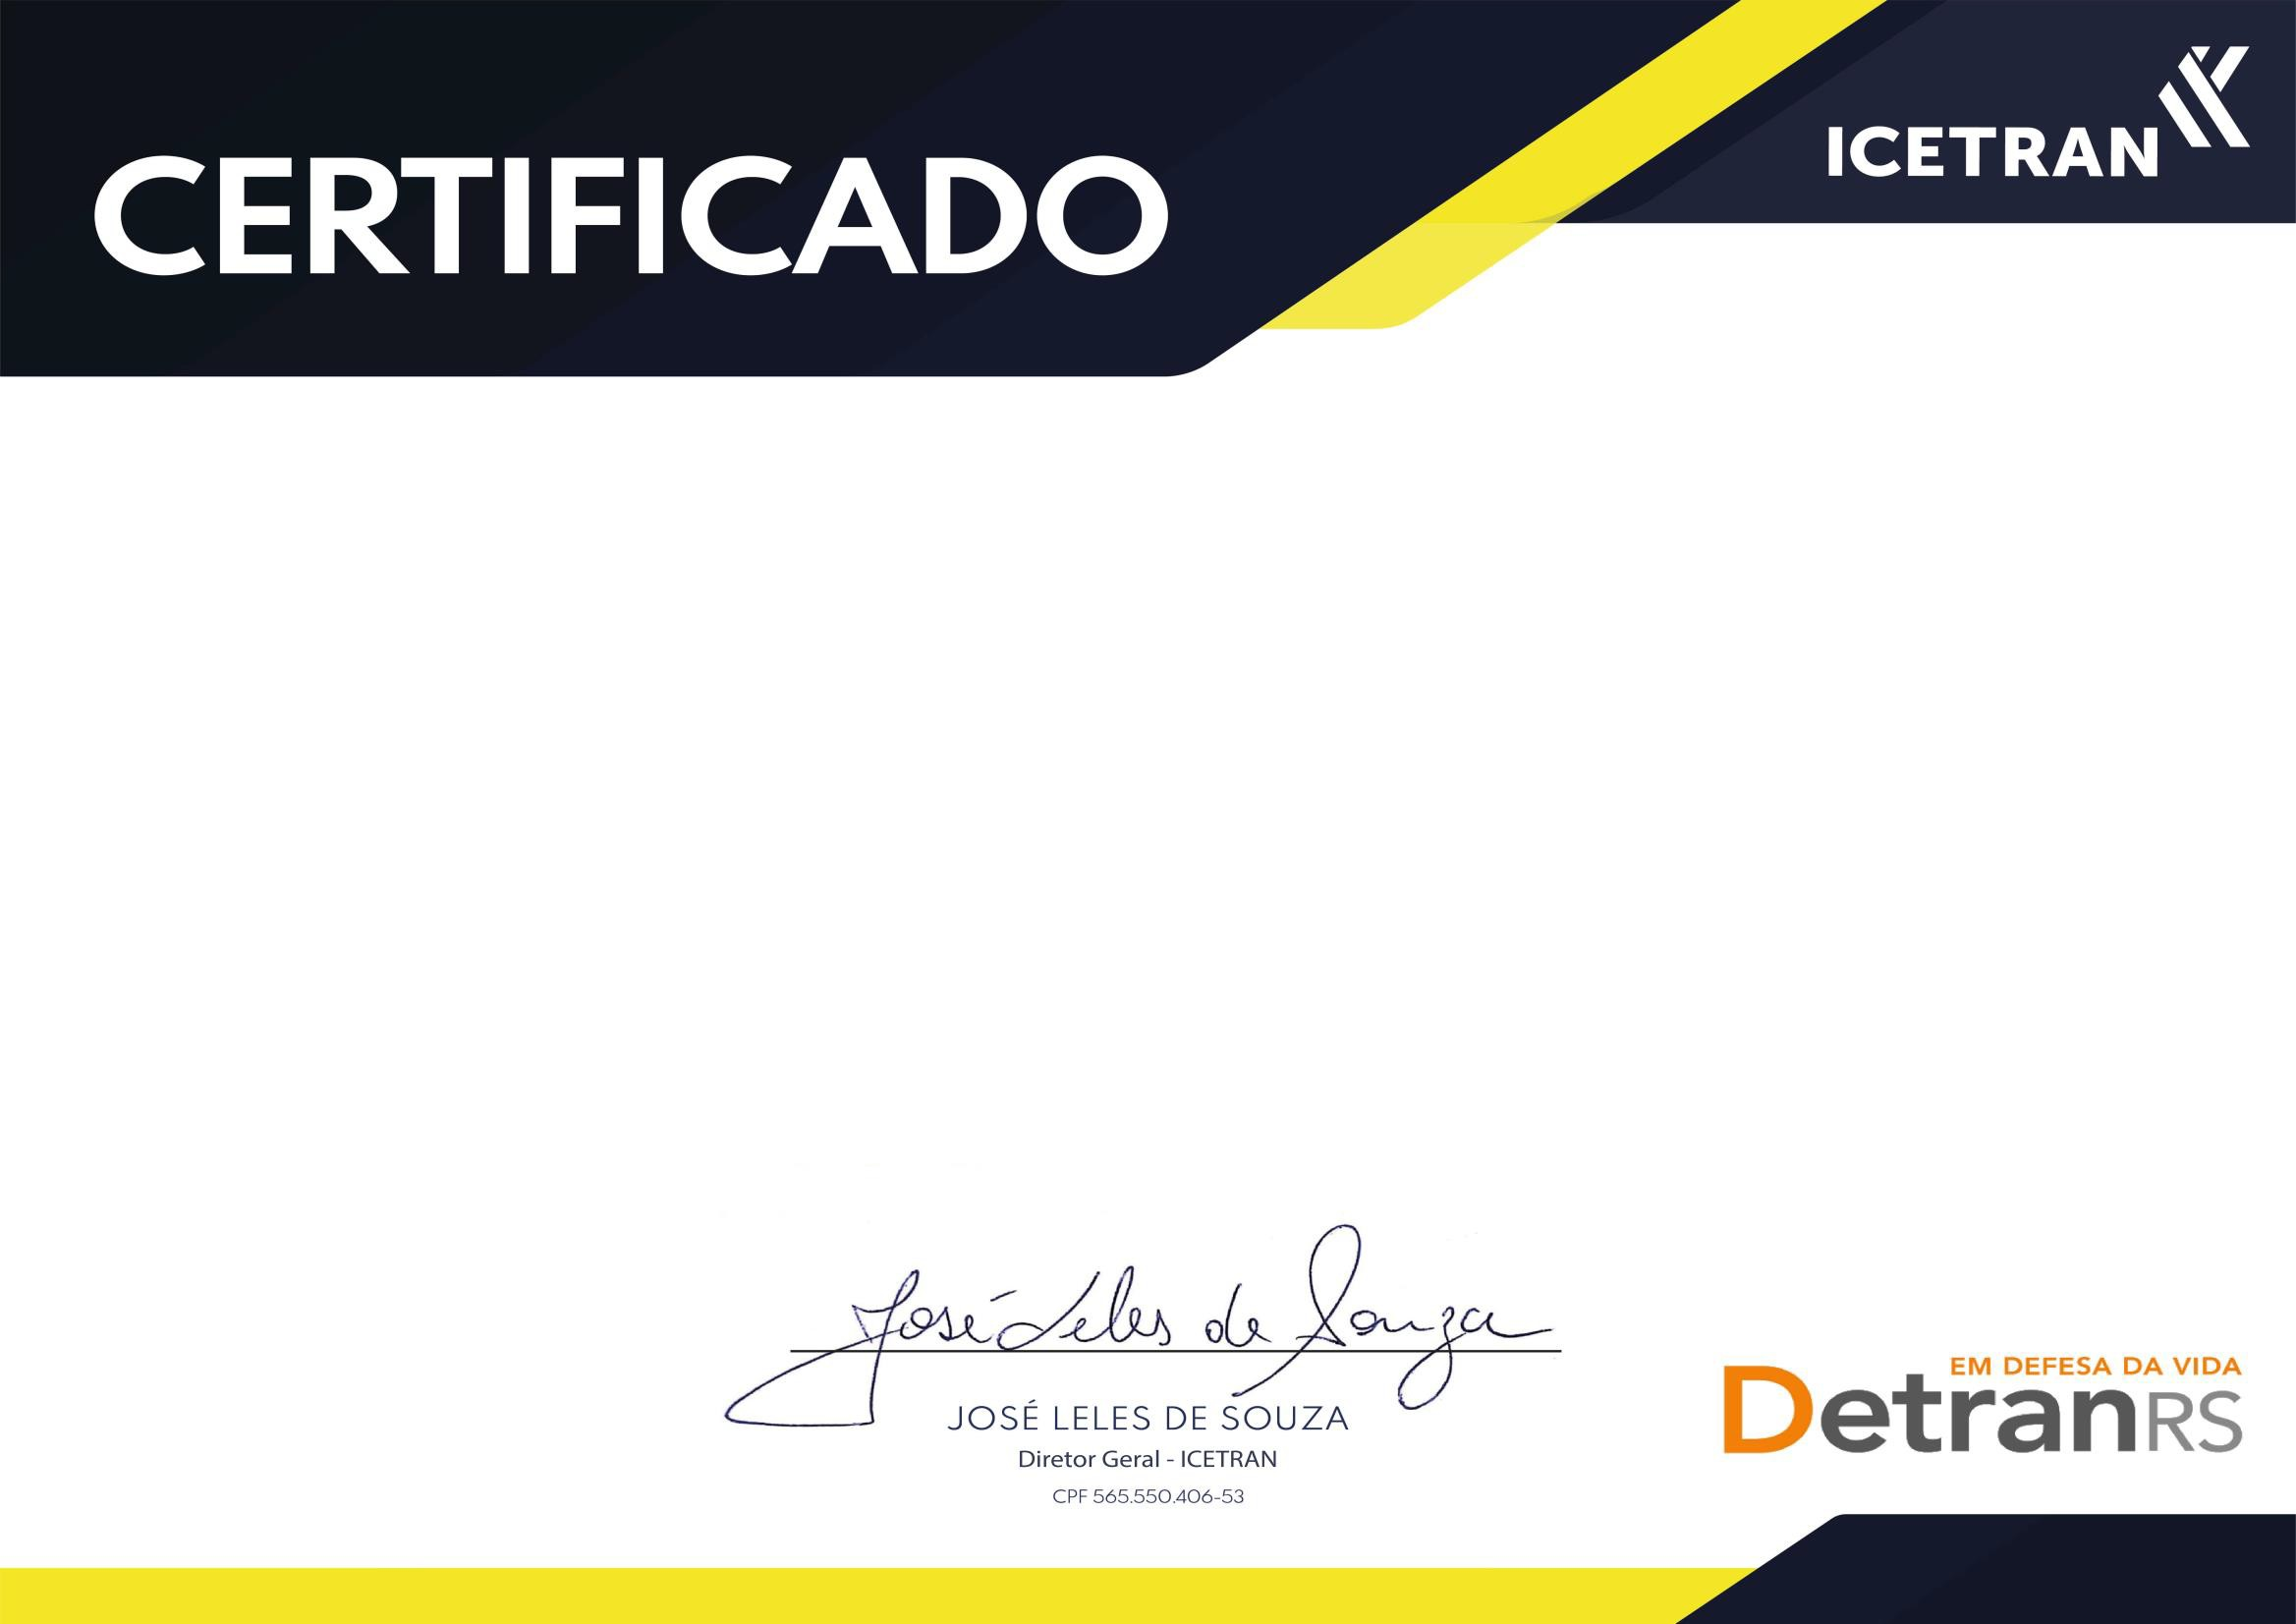 CERTIFICADO
ICETRAN
José Leles de Souza
JOSÉ LELES DE SOUZA
Diretor Geral - ICETRAN
CPF 565.550.406-53
EM DEFESA DA VIDA
DetranRS